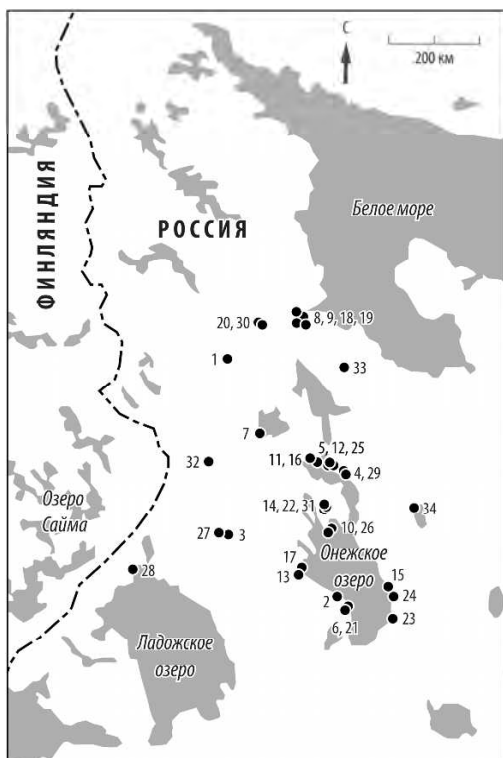 С
200 км
ФИНЛЯНДИЯ
РОССИЯ
Белое море
20, 30
8, 9, 18, 19
1
33
7
5, 12, 25
11, 16
4, 29
32
Озеро
Сайма
14, 22, 31
34
10, 26
27
3
Онежское
озеро
17
28
13
15
2
24
6, 21
23
Ладожское
озеро